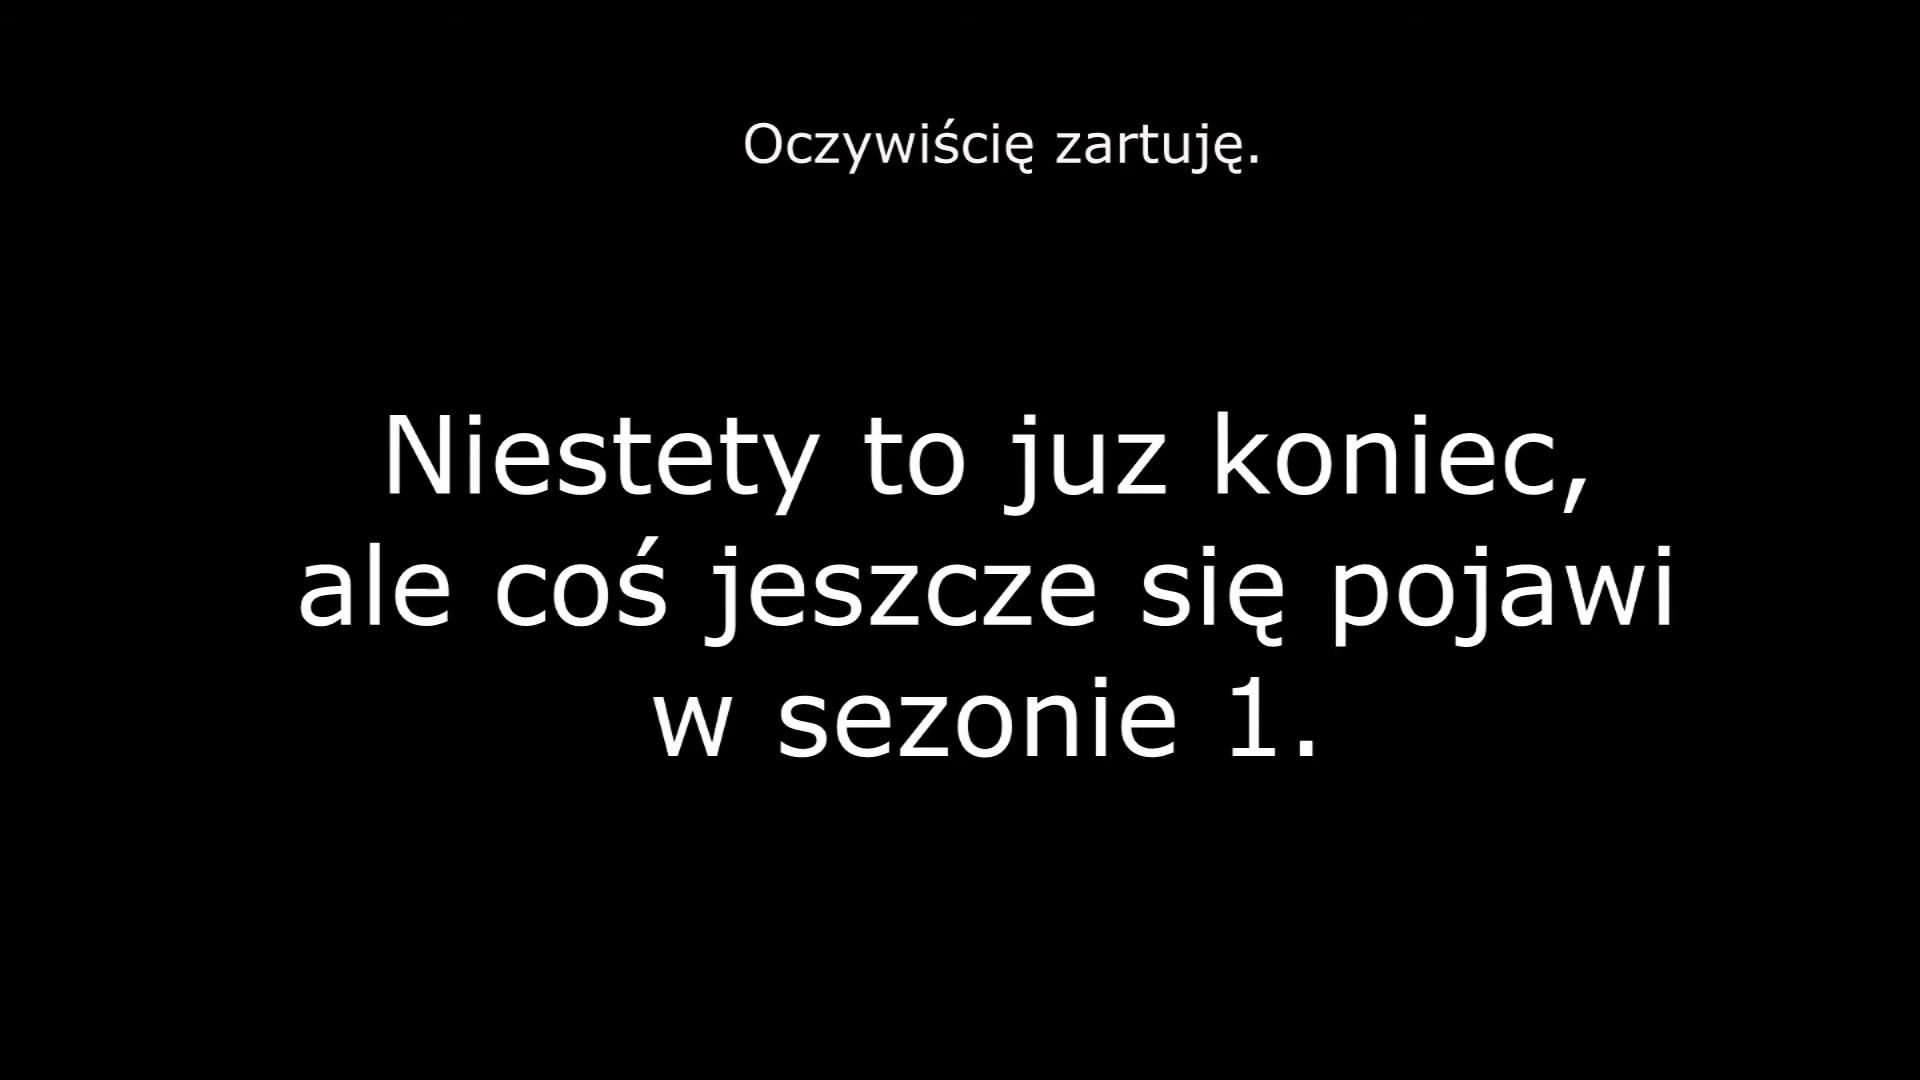 Oczywiścię zartuję.
Niestety to juz koniec,
ale coś jeszcze się pojawi
w sezonie 1.